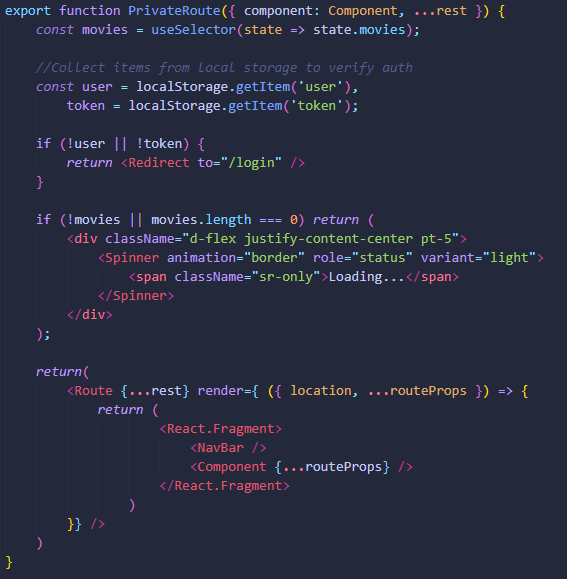 export function PrivateRoute({ component: Component, ...rest }) {
    const movies = useSelector(state => state.movies);

    //Collect items from local storage to verify auth
    const user = localStorage.getItem('user'),
        token = localStorage.getItem('token');

    if (!user || !token) {
        return <Redirect to="/login" />
    }

    if (!movies || movies.length === 0) return (
        <div className="d-flex justify-content-center pt-5">
            <Spinner animation="border" role="status" variant="light">
                <span className="sr-only">Loading...</span>
            </Spinner>
        </div>
    );

    return(
        <Route {...rest} render={ ({ location, ...routeProps }) => {
            return (
                    <React.Fragment>
                        <NavBar />
                        <Component {...routeProps} />
                    </React.Fragment>
                )
        }} />
    )
}